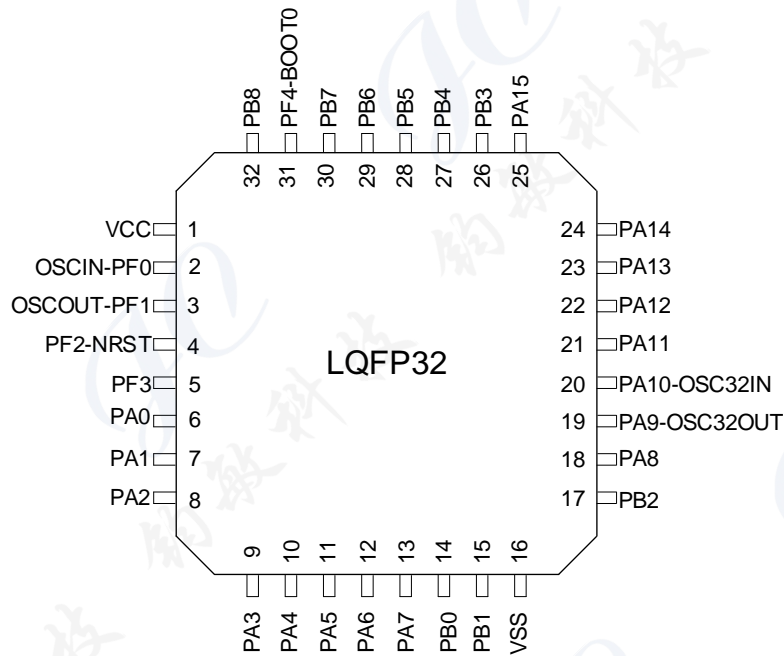 PB8
PF4-BOOT0
PB7
PB6
PB5
PB4
PB3
PA15
32
31
30
29
28
27
26
25
VCC 1
OSCIN-PF0 2
OSCOUT-PF1 3
PF2-NRST 4
PF3 5
PA0 6
PA1 7
PA2 8
LQFP32
24 PA14
23 PA13
22 PA12
21 PA11
20 PA10-OSC32IN
19 PA9-OSC32OUT
18 PA8
17 PB2
9
10
11
12
13
14
15
16
PA3
PA4
PA5
PA6
PA7
PB0
PB1
VSS